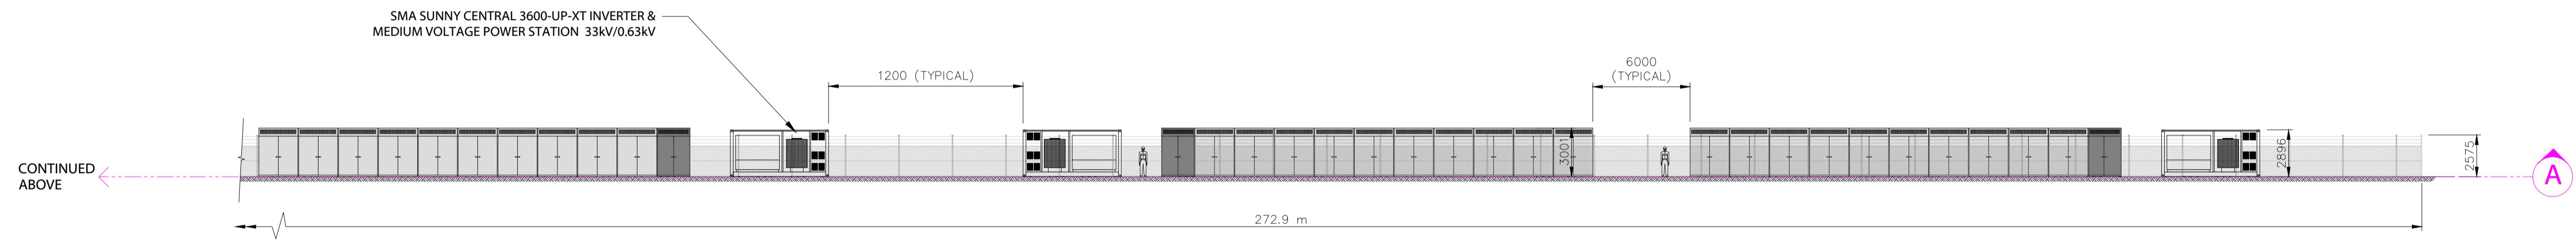 SMA SUNNY CENTRAL 3600-UP-XT INVERTER &
MEDIUM VOLTAGE POWER STATION 33kV/0.63kV
1200 (TYPICAL)
6000
(TYPICAL)
3001
2896
2575
CONTINUED
ABOVE
A
272.9 m